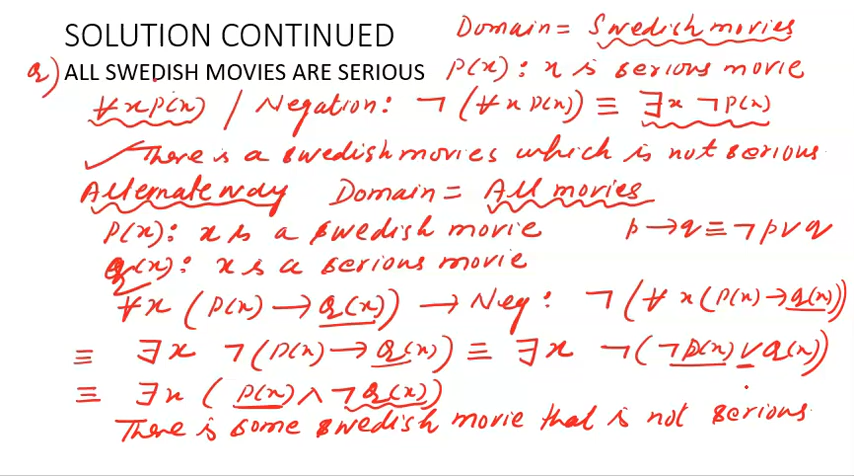 SOLUTION CONTINUED
Domain = Swedish movies
a) ALL SWEDISH MOVIES ARE SERIOUS
P(x) : x is serious movie
∀x P(x) / Negation : ¬ (∀x P(x)) ≡ ∃x ¬P(x)
There is a swedish movies which is not serious
Alternate way Domain = All movies
P(x) : x is a swedish movie p → q ≡ ¬p ∨ q
Q(x) : x is a serious movie
∀x (P(x) → Q(x)) → Neg : ¬ (∀x (P(x) → Q(x))
≡ ∃x ¬ (P(x) → Q(x)) ≡ ∃x ¬ (¬P(x) ∨ Q(x))
≡ ∃x ( P(x) ∧ ¬Q(x))
There is some swedish movie that is not serious.